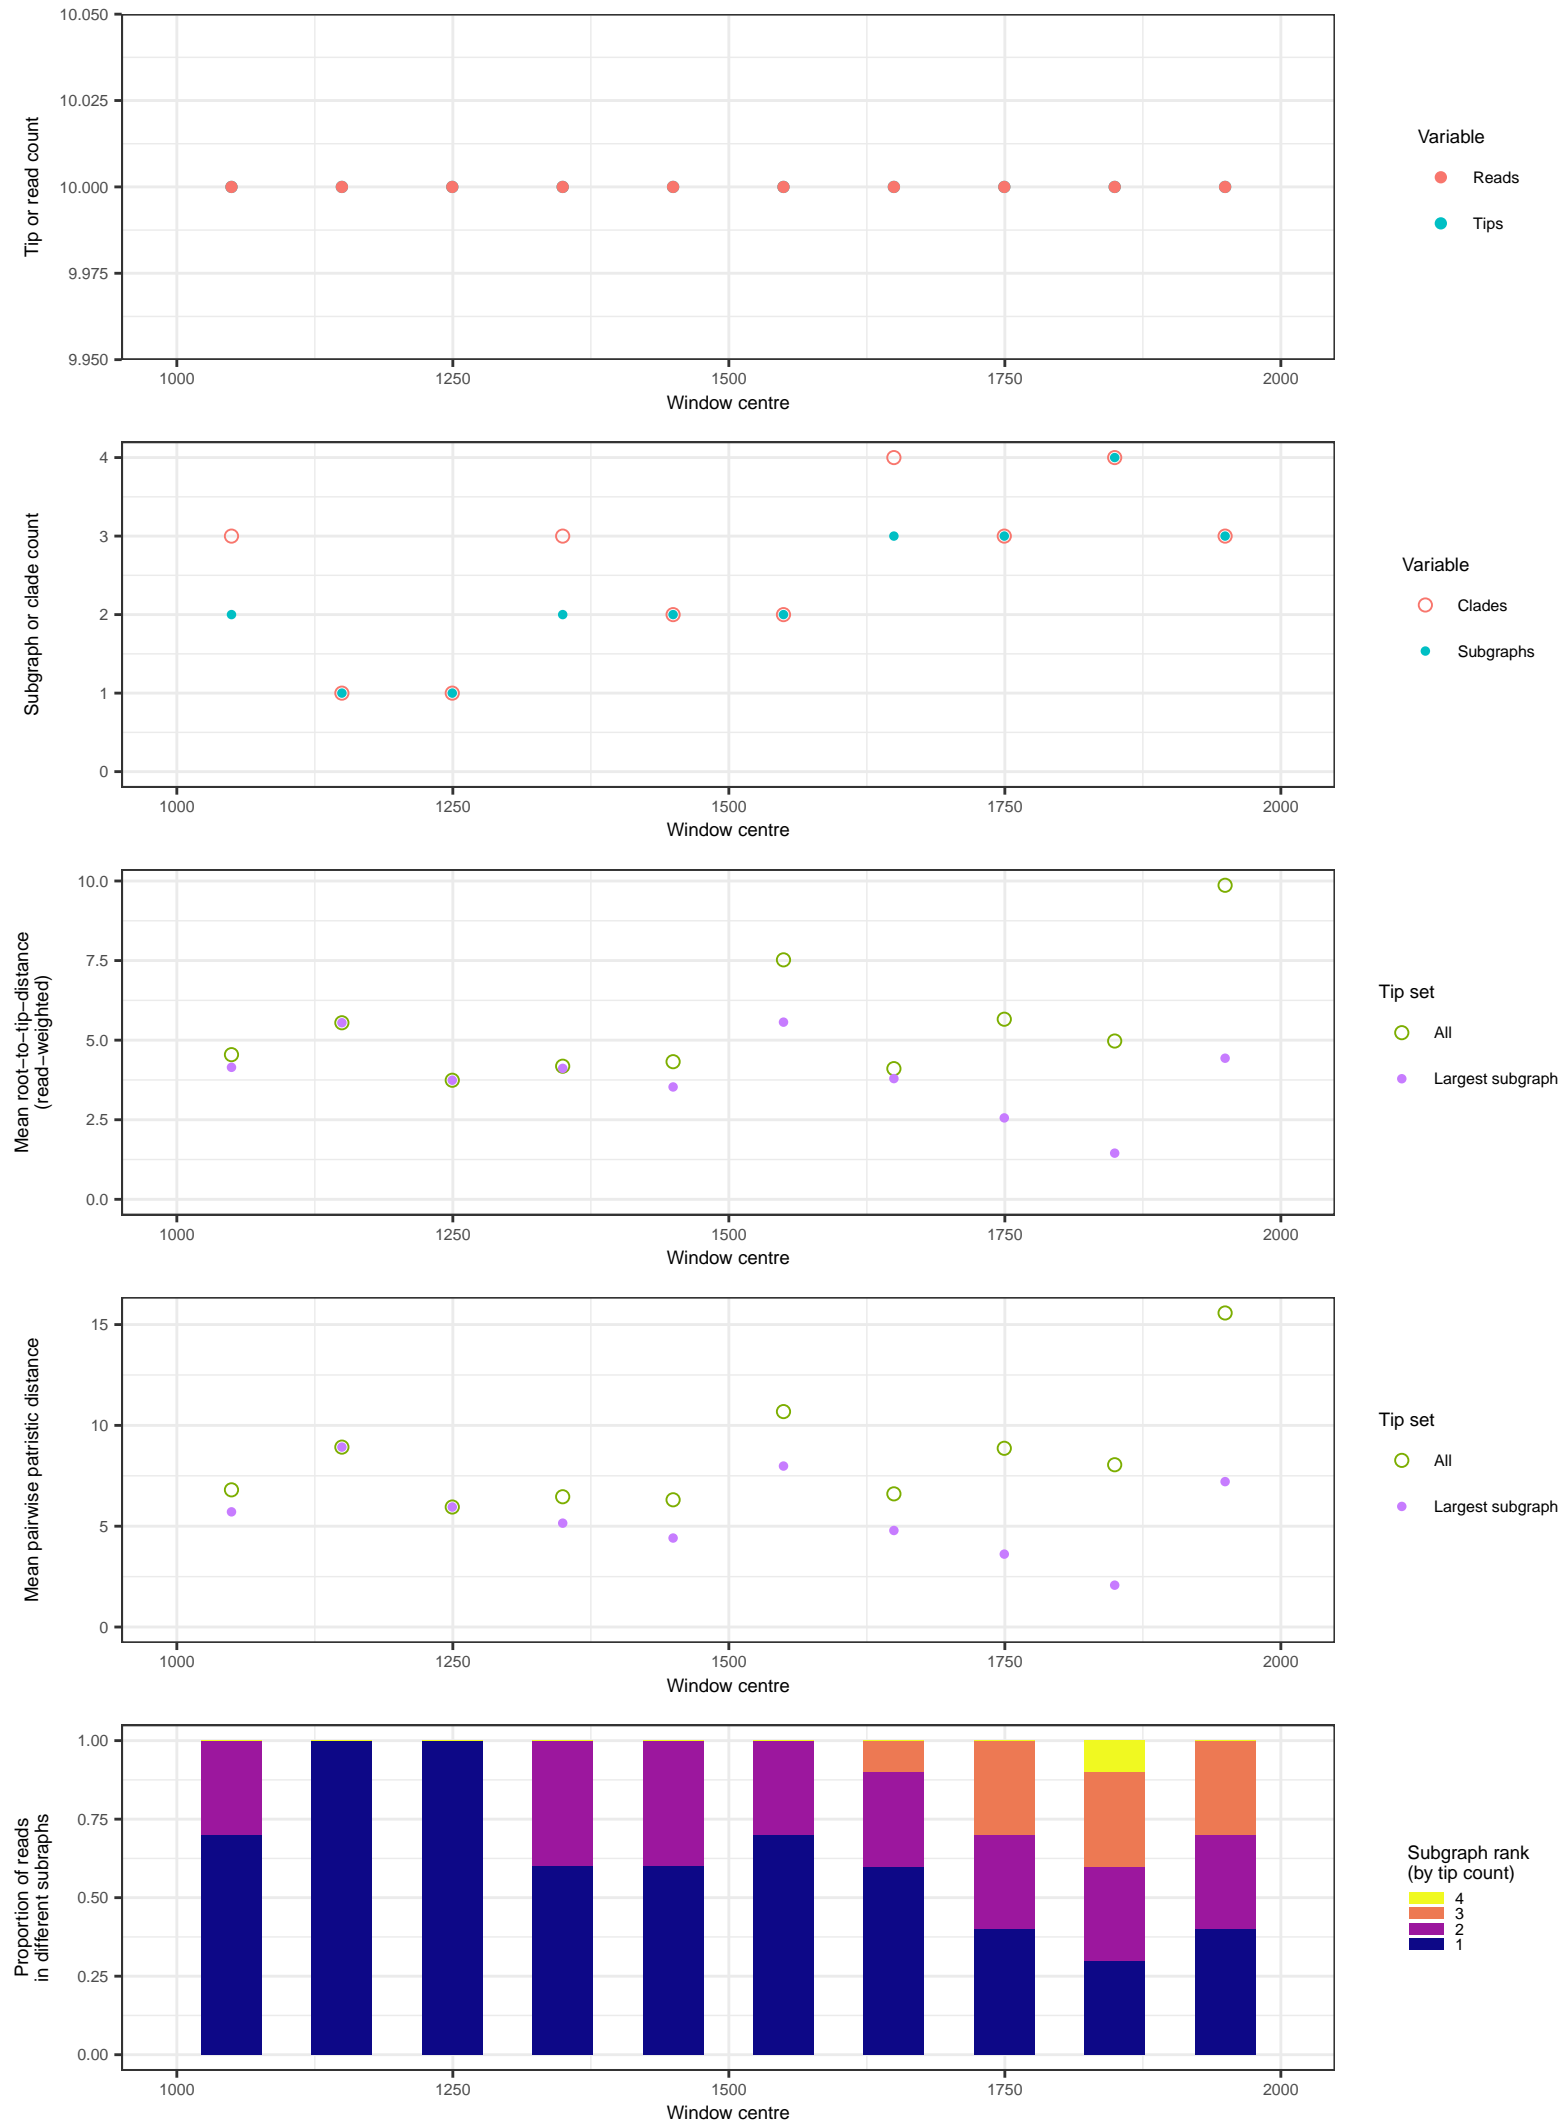 10.050
10.025
10.000
9.975
9.950
Tip or read count
1000 1250 1500 1750 2000
Window centre
Variable
Reads
Tips
4
3
2
1
0
Subgraph or clade count
1000 1250 1500 1750 2000
Window centre
Variable
Clades
Subgraphs
10.0
7.5
5.0
2.5
0.0
Mean root−to−tip−distance
(read−weighted)
1000 1250 1500 1750 2000
Window centre
Tip set
All
Largest subgraph
15
10
5
0
Mean pairwise patristic distance
1000 1250 1500 1750 2000
Window centre
Tip set
All
Largest subgraph
1.00
0.75
0.50
0.25
0.00
Proportion of reads
in different subraphs
1000 1250 1500 1750 2000
Window centre
Subgraph rank
(by tip count)
4
3
2
1